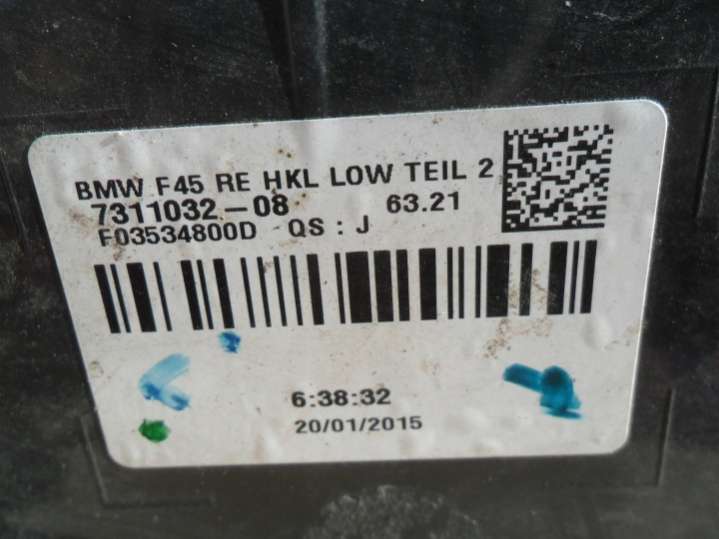 BMW F45 RE HKL LOW TEIL 2
7311032-08 63.21
F03534800D QS : J
6:38:32
20/01/2015